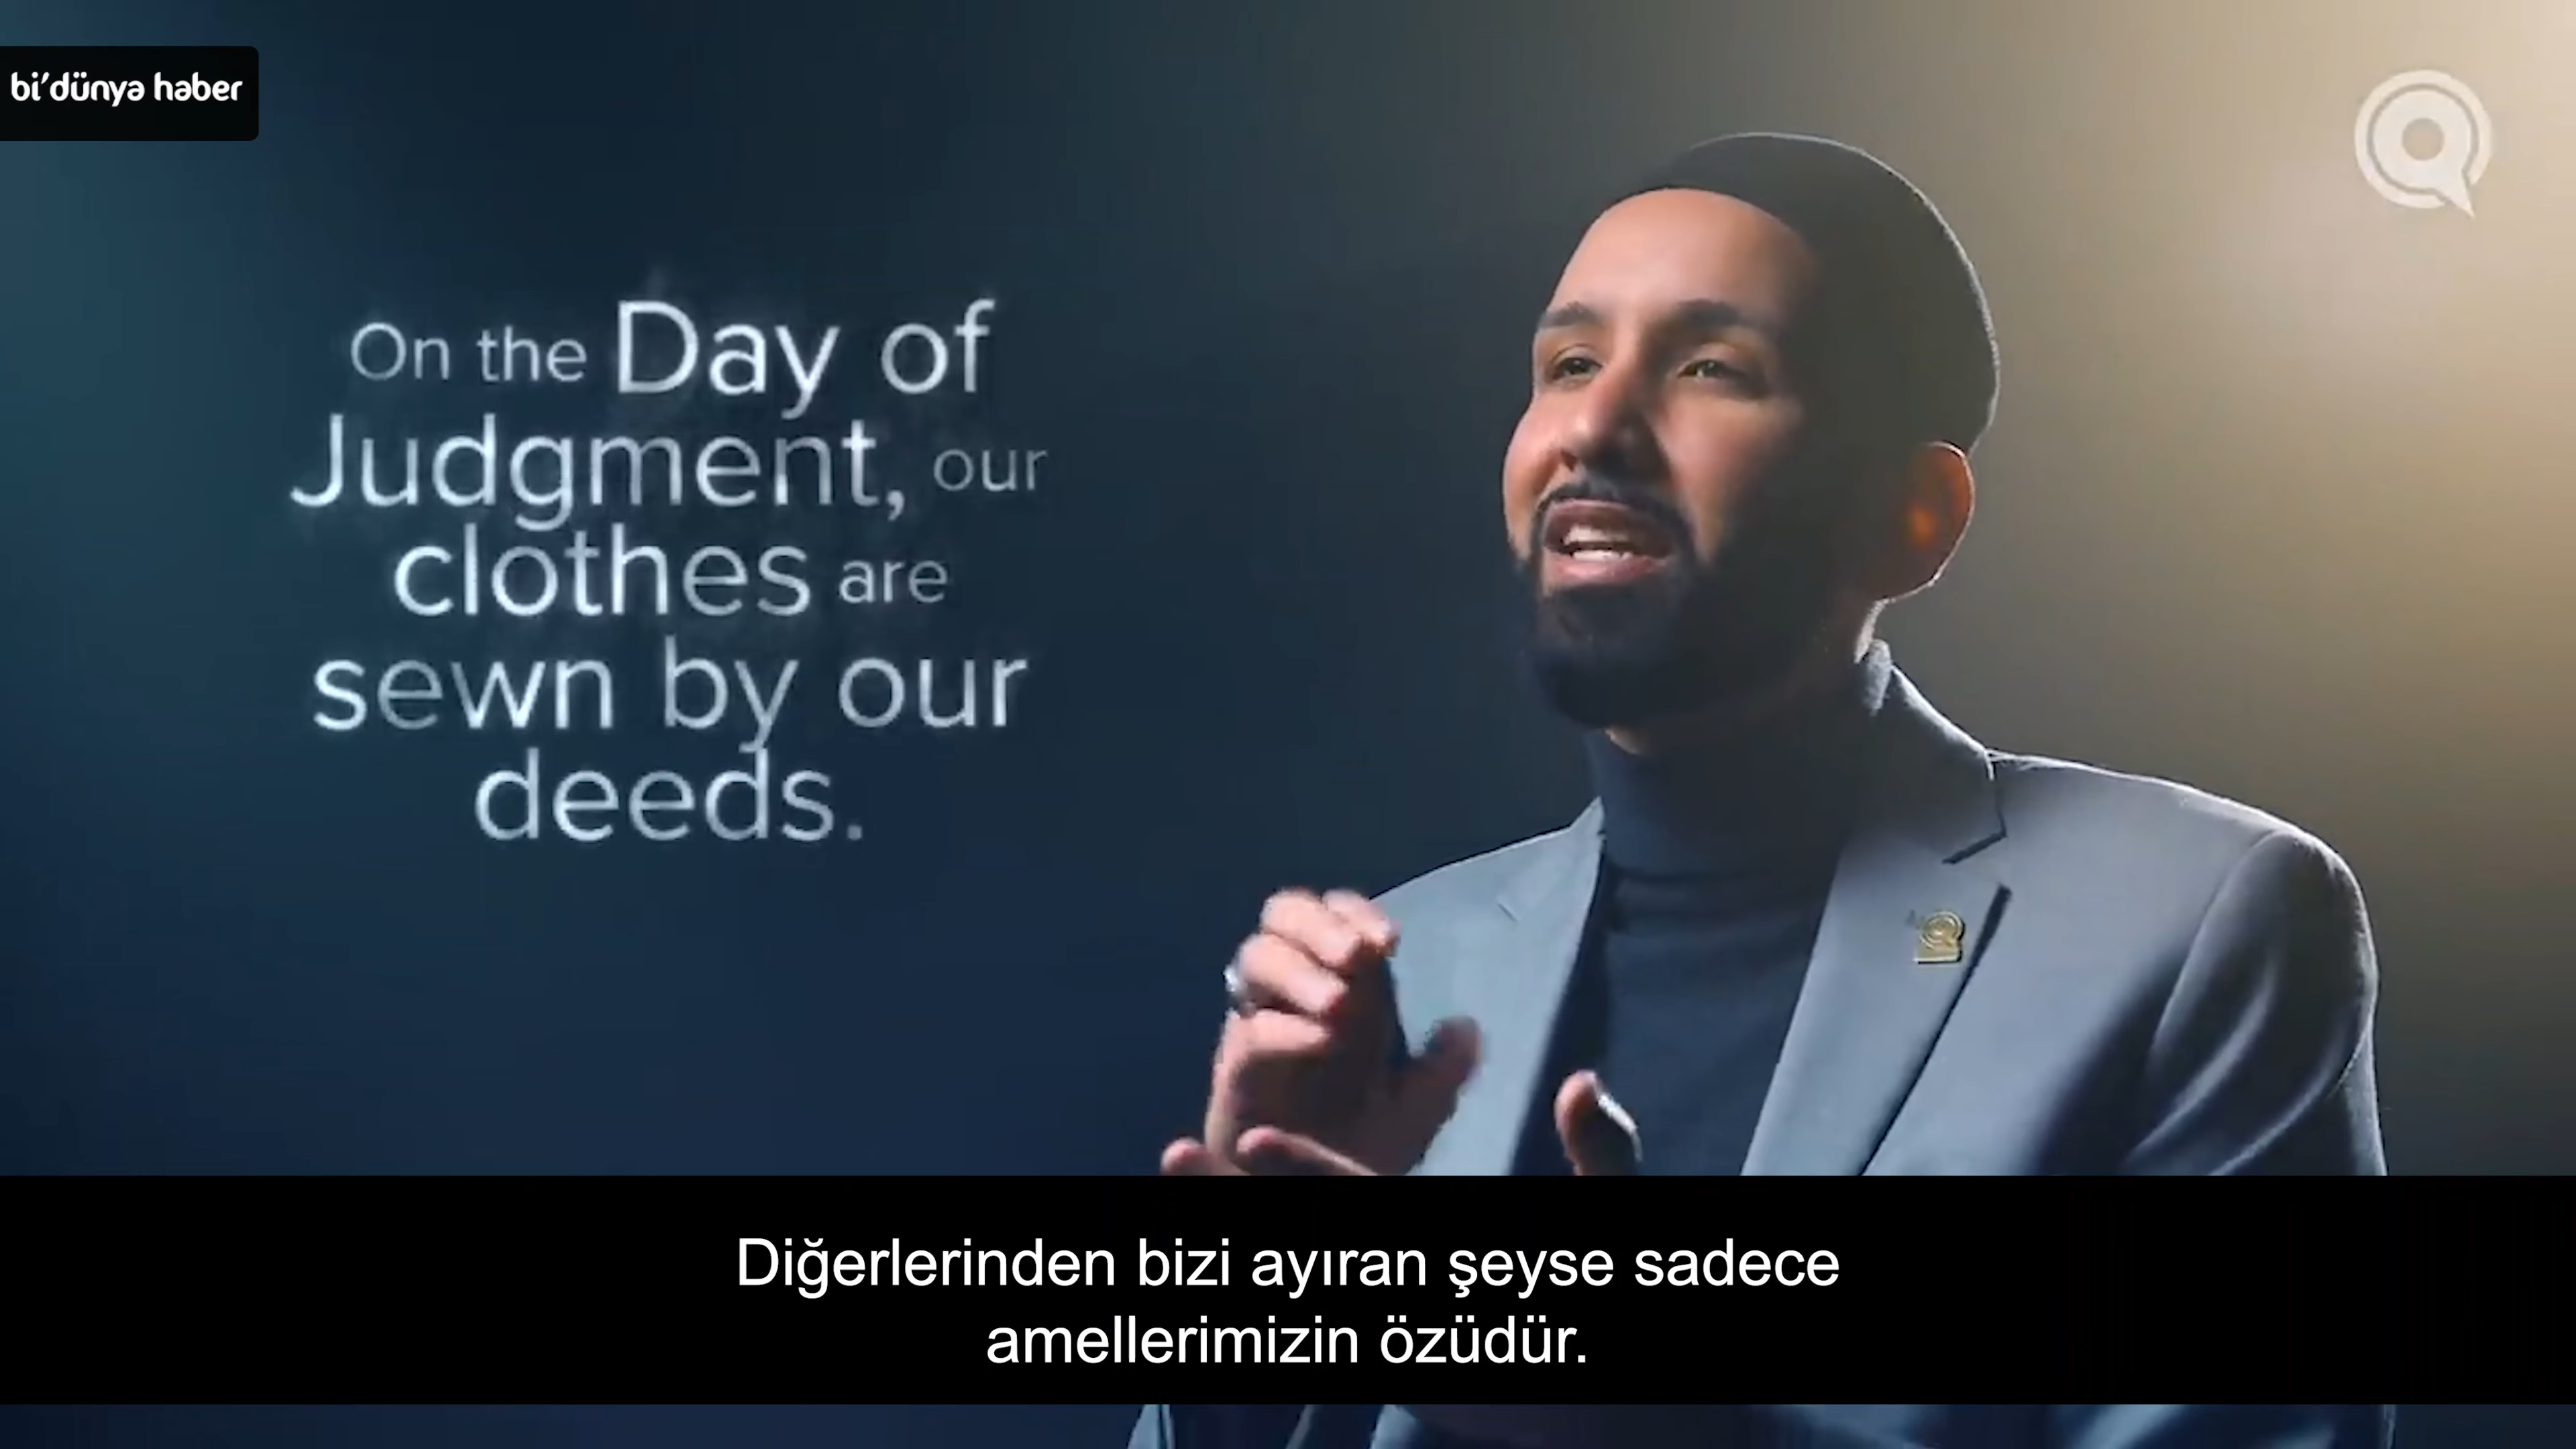 bi'dünya haber
On the Day of
Judgment, our
clothes are
sewn by our
deeds.
Diğerlerinden bizi ayıran şeyse sadece
amellerimizin özüdür.